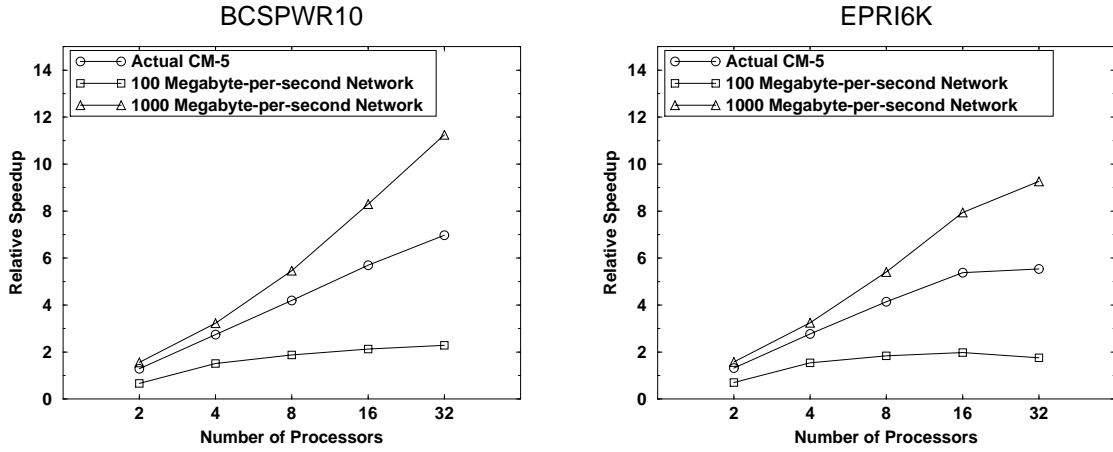 BCSPWR10
Actual CM-5
100 Megabyte-per-second Network
1000 Megabyte-per-second Network
14
12
10
8
6
4
2
0
Relative Speedup
2 4 8 16 32
Number of Processors
EPRI6K
Actual CM-5
100 Megabyte-per-second Network
1000 Megabyte-per-second Network
14
12
10
8
6
4
2
0
Relative Speedup
2 4 8 16 32
Number of Processors